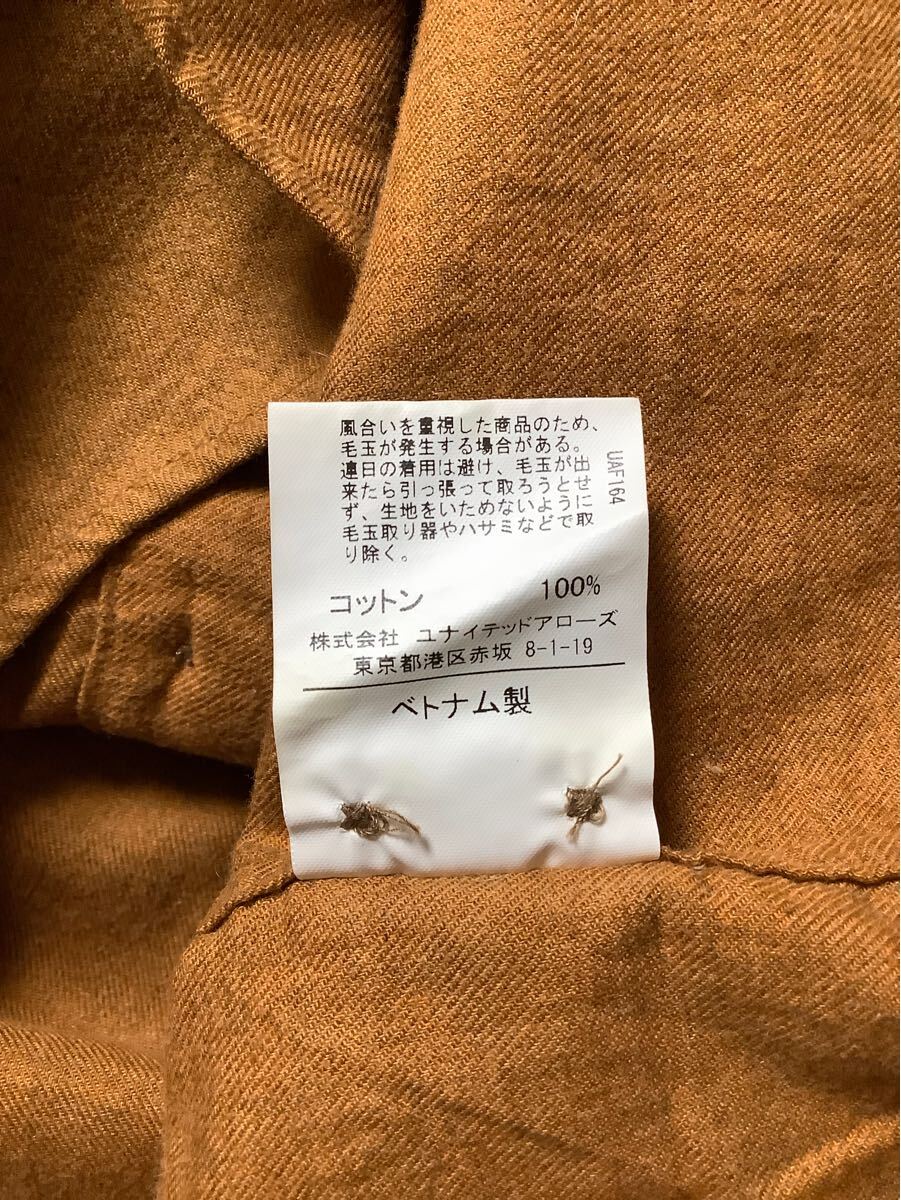 風合いを重視した商品のため、
毛玉が発生する場合がある。
連日の着用は避け、毛玉が出
来たら引っ張って取ろうとせ
ず、生地をいためないように
毛玉取り器やハサミなどで取
り除く。
UAF164
コットン 100%
株式会社 ユナイテッドアローズ
東京都港区赤坂 8-1-19
ベトナム製